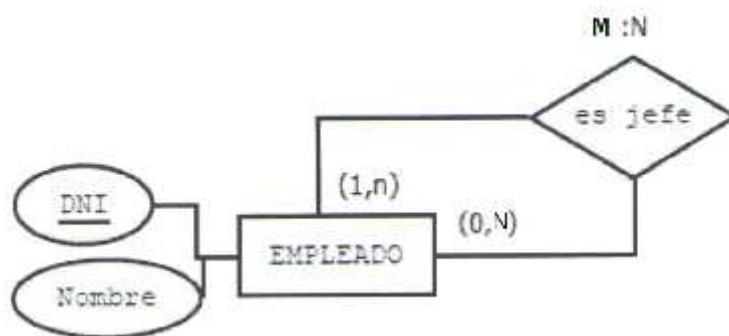 M :N
es jefe
(1,n)
DNI
(0,N)
EMPLEADO
Nombre